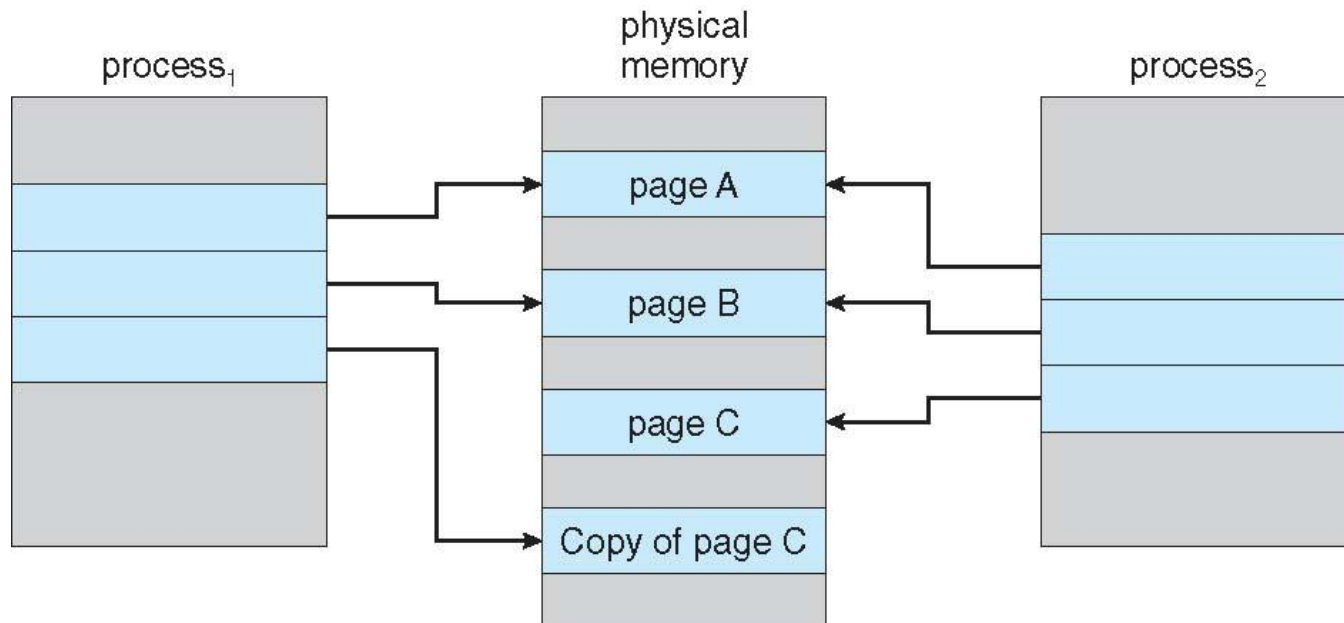 process₁
physical
memory
process₂
page A
page B
page C
Copy of page C